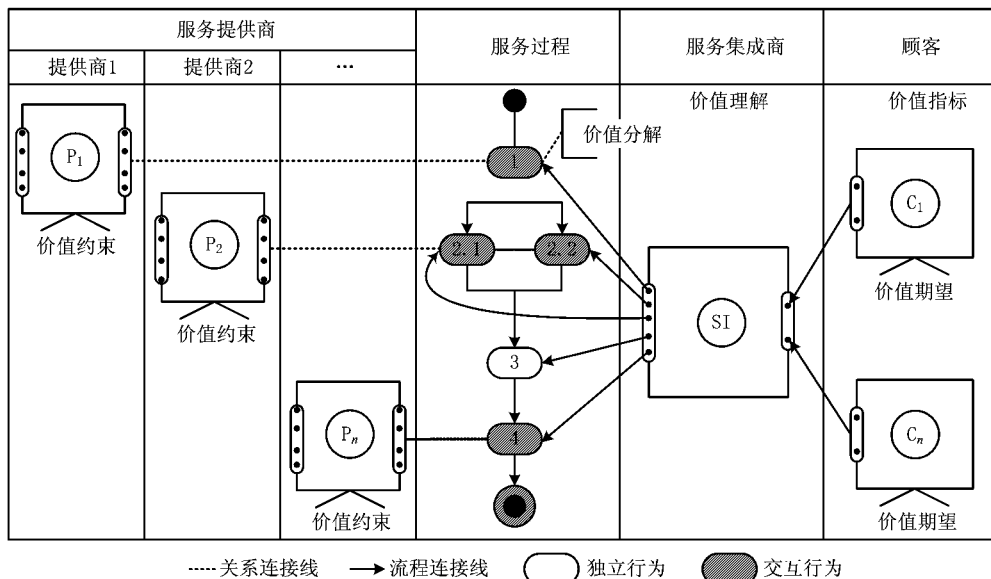 服务提供商
服务过程
服务集成商
顾客
提供商1
提供商2
…
价值理解
价值指标
价值分解
P1
1
C1
价值约束
P2
2.1
2.2
价值期望
价值约束
SI
3
Pn
4
Cn
价值约束
价值期望
关系连接线
流程连接线
独立行为
交互行为